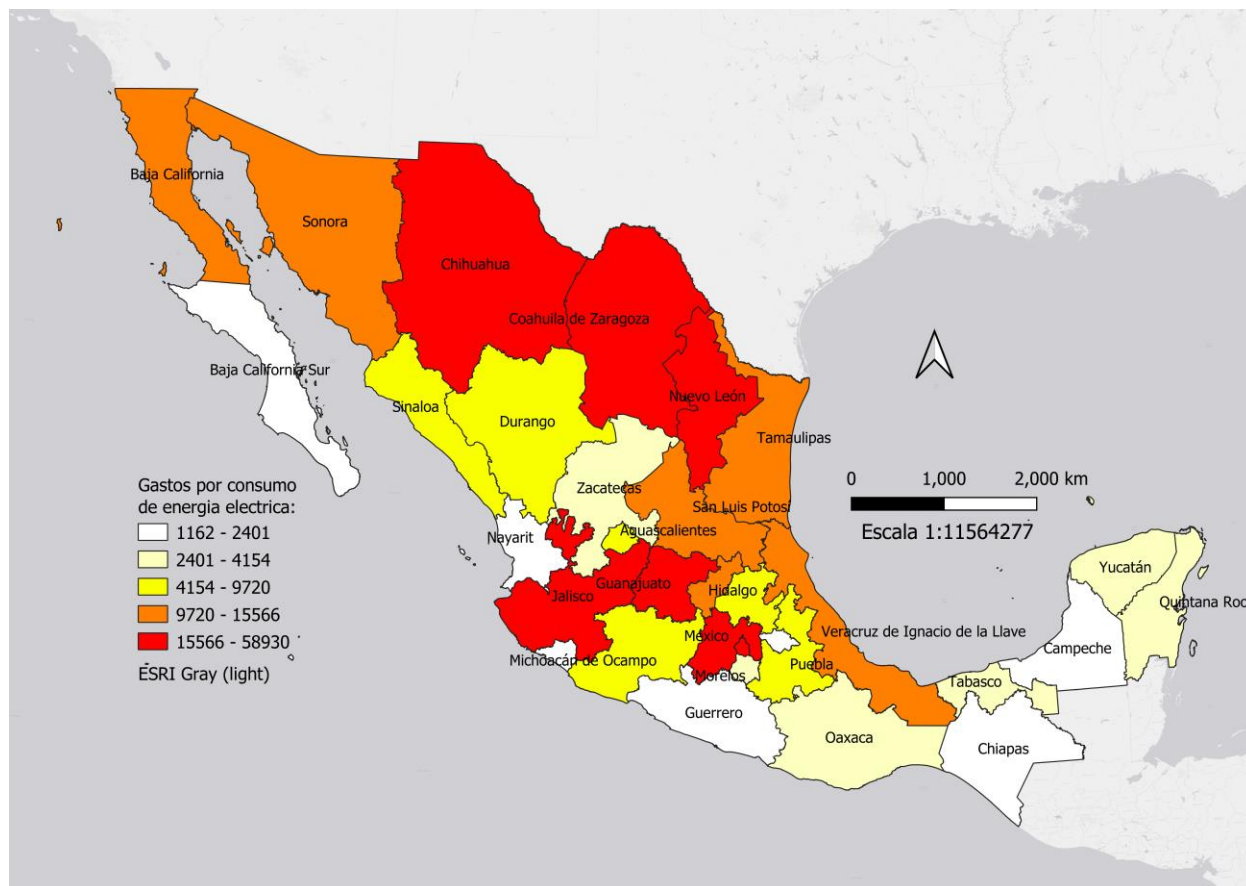 Baja California
Sonora
Chihuahua
Coahuila de Zaragoza
Baja California Sur
Sinaloa
Nuevo León
Durango
Tamaulipas
Zacatecas
San Luis Potosí
Nayarit
Aguascalientes
Guanajuato
Jalisco
Hidalgo
México
Michoacán de Ocampo
Morelos
Puebla
Veracruz de Ignacio de la Llave
Guerrero
Oaxaca
Tabasco
Chiapas
Campeche
Yucatán
Quintana Roo
Gastos por consumo
de energia electrica:
1162 - 2401
2401 - 4154
4154 - 9720
9720 - 15566
15566 - 58930
ESRI Gray (light)
0 1,000 2,000 km
Escala 1:11564277